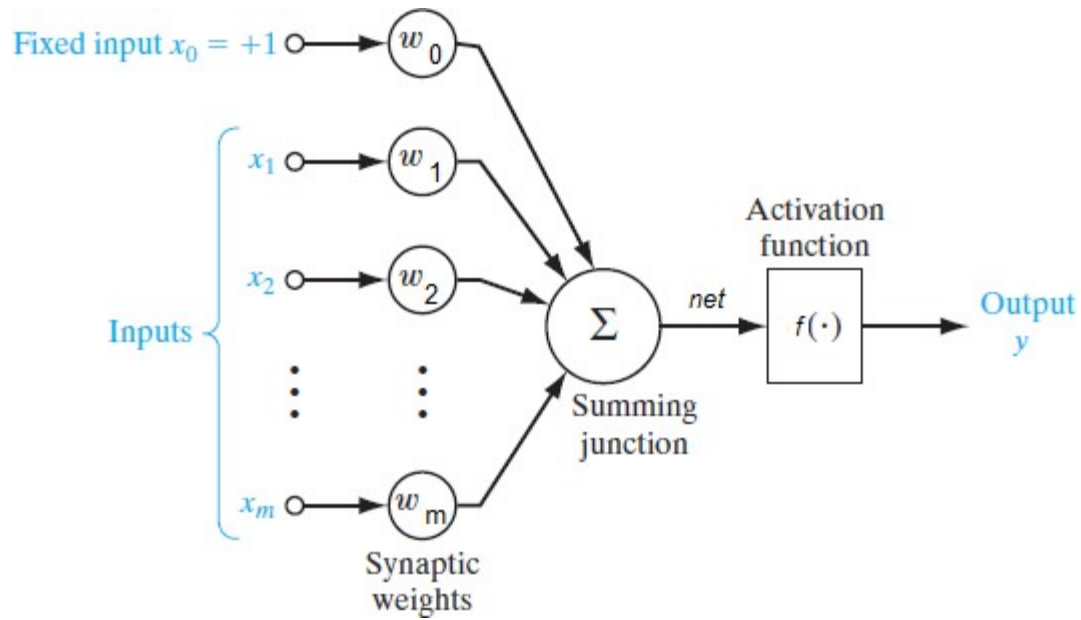 Fixed input x₀ = +1
w₀
x₁
w₁
x₂
w₂
Inputs
xₘ
wₘ
Synaptic
weights
Σ
Summing
junction
net
Activation
function
f(·)
Output
y